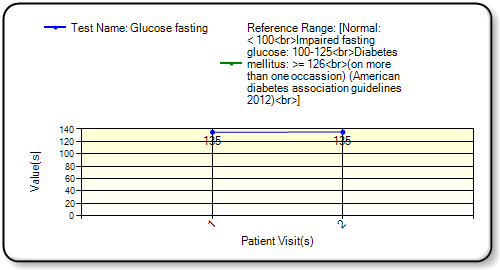 Test Name: Glucose fasting
Reference Range: [Normal:
< 100<br>Impaired fasting
glucose: 100-125<br>Diabetes
mellitus: >= 126<br>(on more
than one occassion) (American
diabetes association guidelines
2012)<br>]
140
120
100
80
60
40
20
0
Value(s)
135
135
1
2
Patient Visit(s)